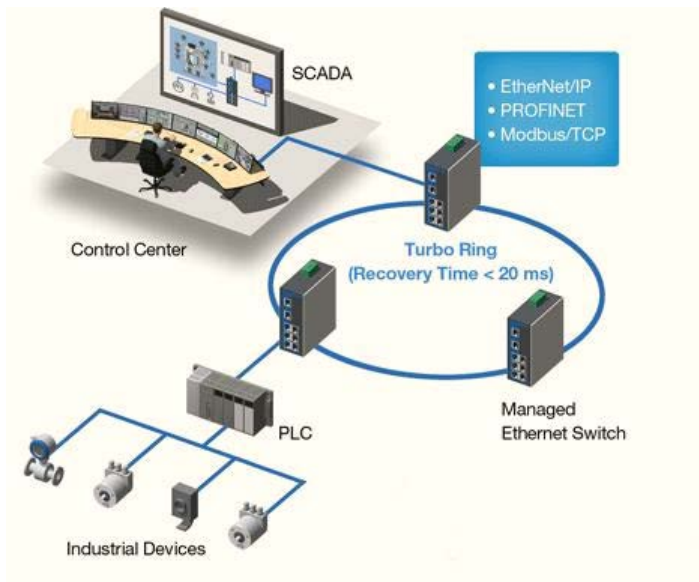 SCADA
• EtherNet/IP
• PROFINET
• Modbus/TCP
Control Center
Turbo Ring
(Recovery Time < 20 ms)
Managed
Ethernet Switch
PLC
Industrial Devices